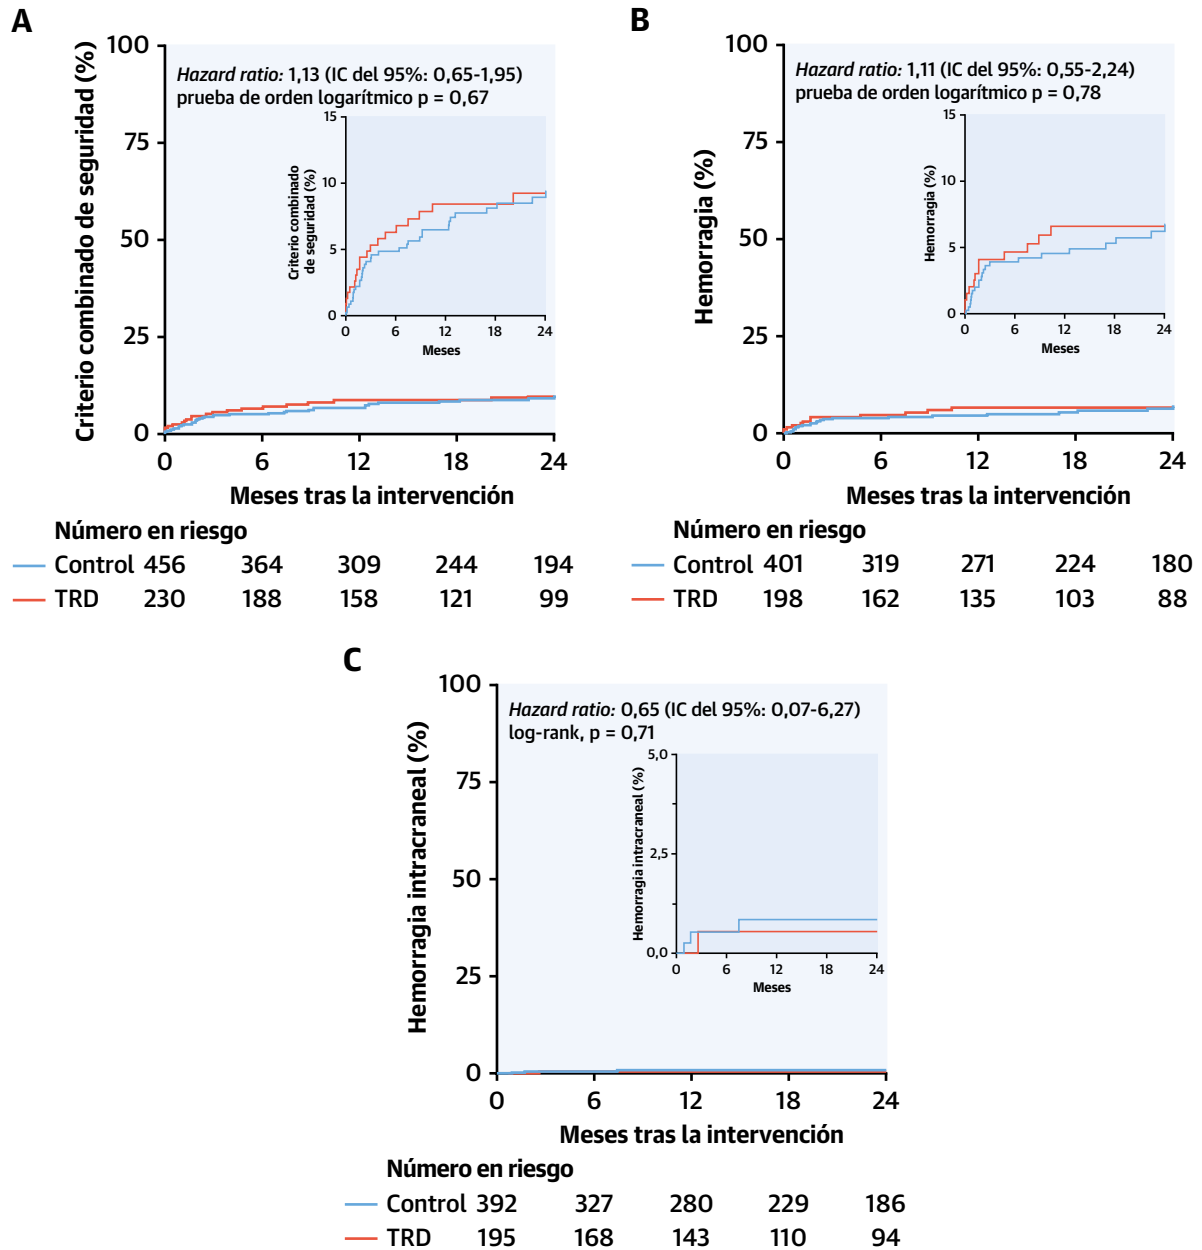 A
Criterio combinado de seguridad (%)
100
75
50
25
0
Hazard ratio: 1,13 (IC del 95%: 0,65-1,95)
prueba de orden logarítmico p = 0,67
Criterio combinado
de seguridad (%)
15
10
5
0
0 6 12 18 24
Meses
0 6 12 18 24
Meses tras la intervención
Número en riesgo
Control 456 364 309 244 194
TRD 230 188 158 121 99
B
Hemorragia (%)
100
75
50
25
0
Hazard ratio: 1,11 (IC del 95%: 0,55-2,24)
prueba de orden logarítmico p = 0,78
Hemorragia (%)
15
10
5
0
0 6 12 18 24
Meses
0 6 12 18 24
Meses tras la intervención
Número en riesgo
Control 401 319 271 224 180
TRD 198 162 135 103 88
C
Hemorragia intracraneal (%)
100
75
50
25
0
Hazard ratio: 0,65 (IC del 95%: 0,07-6,27)
log-rank, p = 0,71
Hemorragia intracraneal (%)
5,0
2,5
0,0
0 6 12 18 24
Meses
0 6 12 18 24
Meses tras la intervención
Número en riesgo
Control 392 327 280 229 186
TRD 195 168 143 110 94